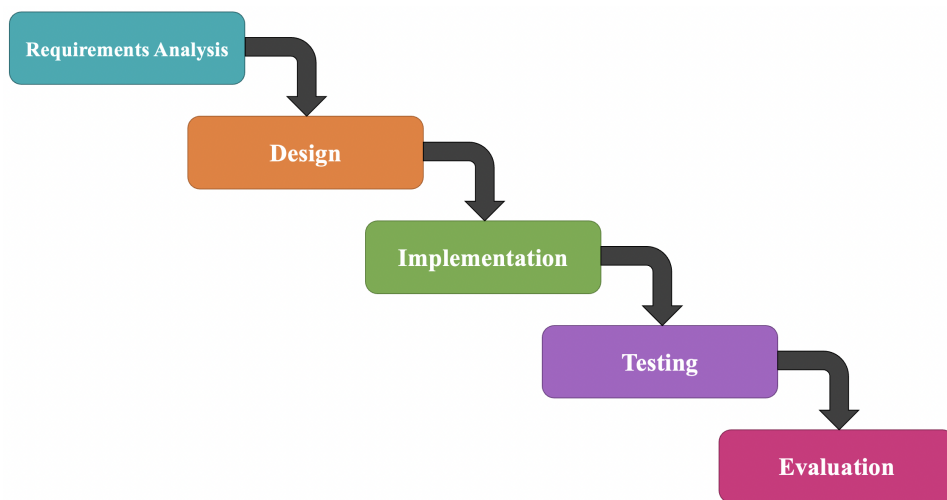 Requirements Analysis
Design
Implementation
Testing
Evaluation